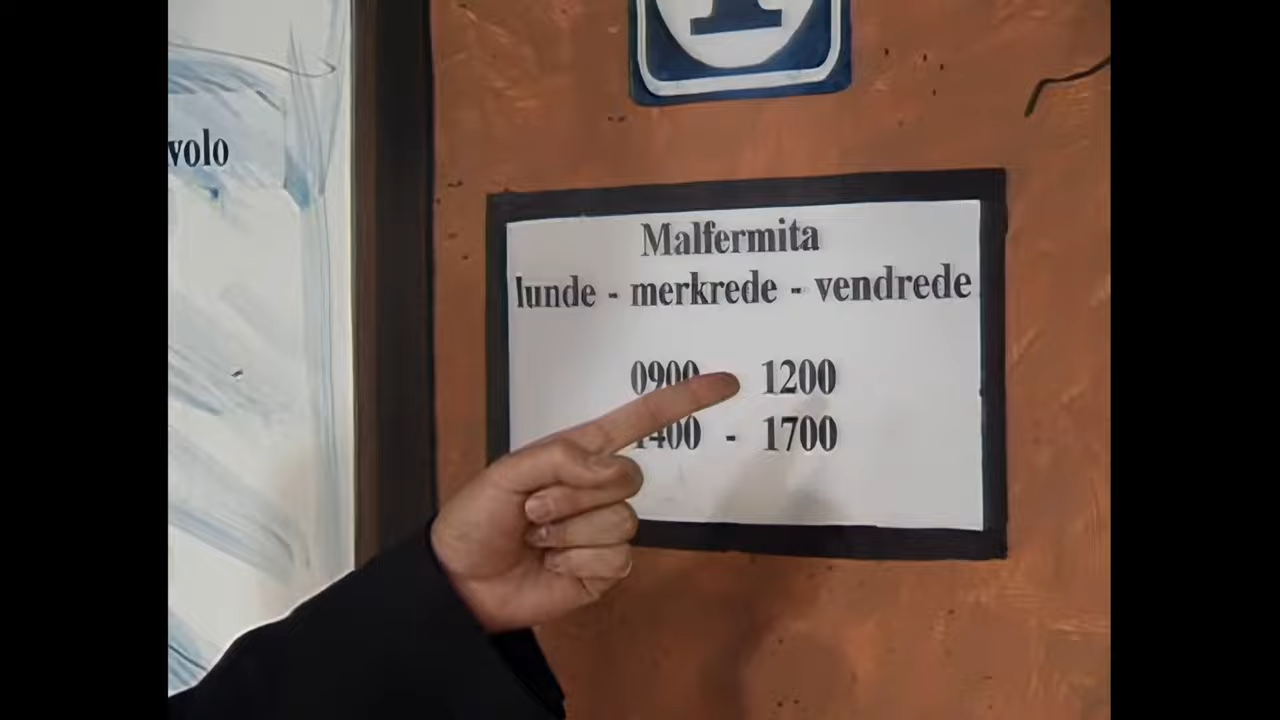 volo
Malfermita
lunde - merkrede - vendrede
0900 - 1200
1400 - 1700